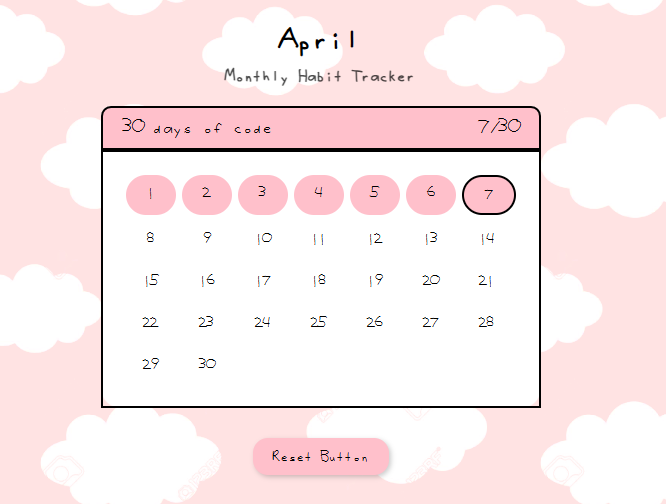 April
Monthly Habit Tracker
30 days of code 7/30
1 2 3 4 5 6 7
8 9 10 11 12 13 14
15 16 17 18 19 20 21
22 23 24 25 26 27 28
29 30
Reset Button